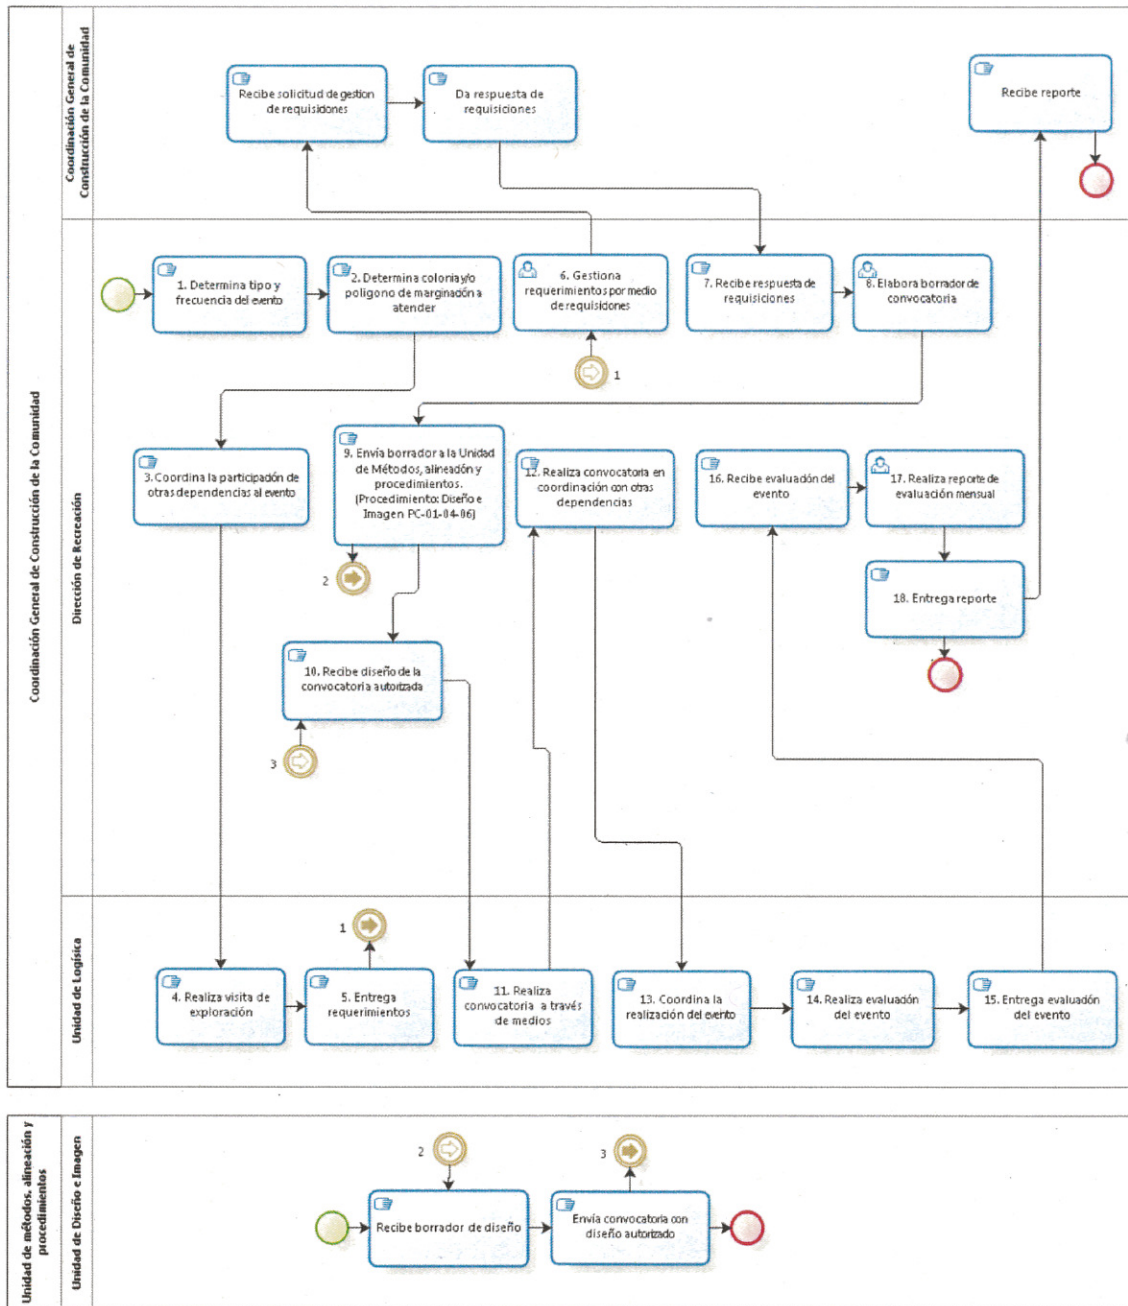 Coordinación General de Construcción de la Comunidad
Coordinación General de
Construcción de la Comunidad
Recibe solicitud de gestion
de requisidones
Da respuesta de
requisiciones
Recibe reporte
Dirección de Recreación
1. Determina tipo y
frecuencia del evento
2. Determina colonia y/o
poligono de marginación a
atender
6. Gestiona
requerimientos por medio
de requisidones
1
7. Recibe respuesta de
requisiciones
8. Elabora borrador de
convocatoria
3. Coordina la participación de
otras dependencias al evento
9. Envía borrador a la Unidad
de Métodos, alineación y
procedimientos.
(Procedimiento: Diseño e
Imagen PC-01-04-06)
2
12. Realiza convocatoria en
coordinación con otras
dependencias
16. Recibe evaluación del
evento
17. Realiza reporte de
evaluación mensual
18. Entrega reporte
10. Recibe diseño de la
convocatoria autorizada
3
Unidad de Logísica
1
4. Realiza visita de
exploración
5. Entrega
requerimientos
11. Realiza
convocatoria a través
de medios
13. Coordina la
realización del evento
14. Realiza evaluación
del evento
15. Entrega evaluación
del evento
Unidad de métodos, alineación y
procedimientos
Unidad de Diseño e Imagen
2
3
Recibe borrador de diseño
Envía convocatoria con
diseño autorizado